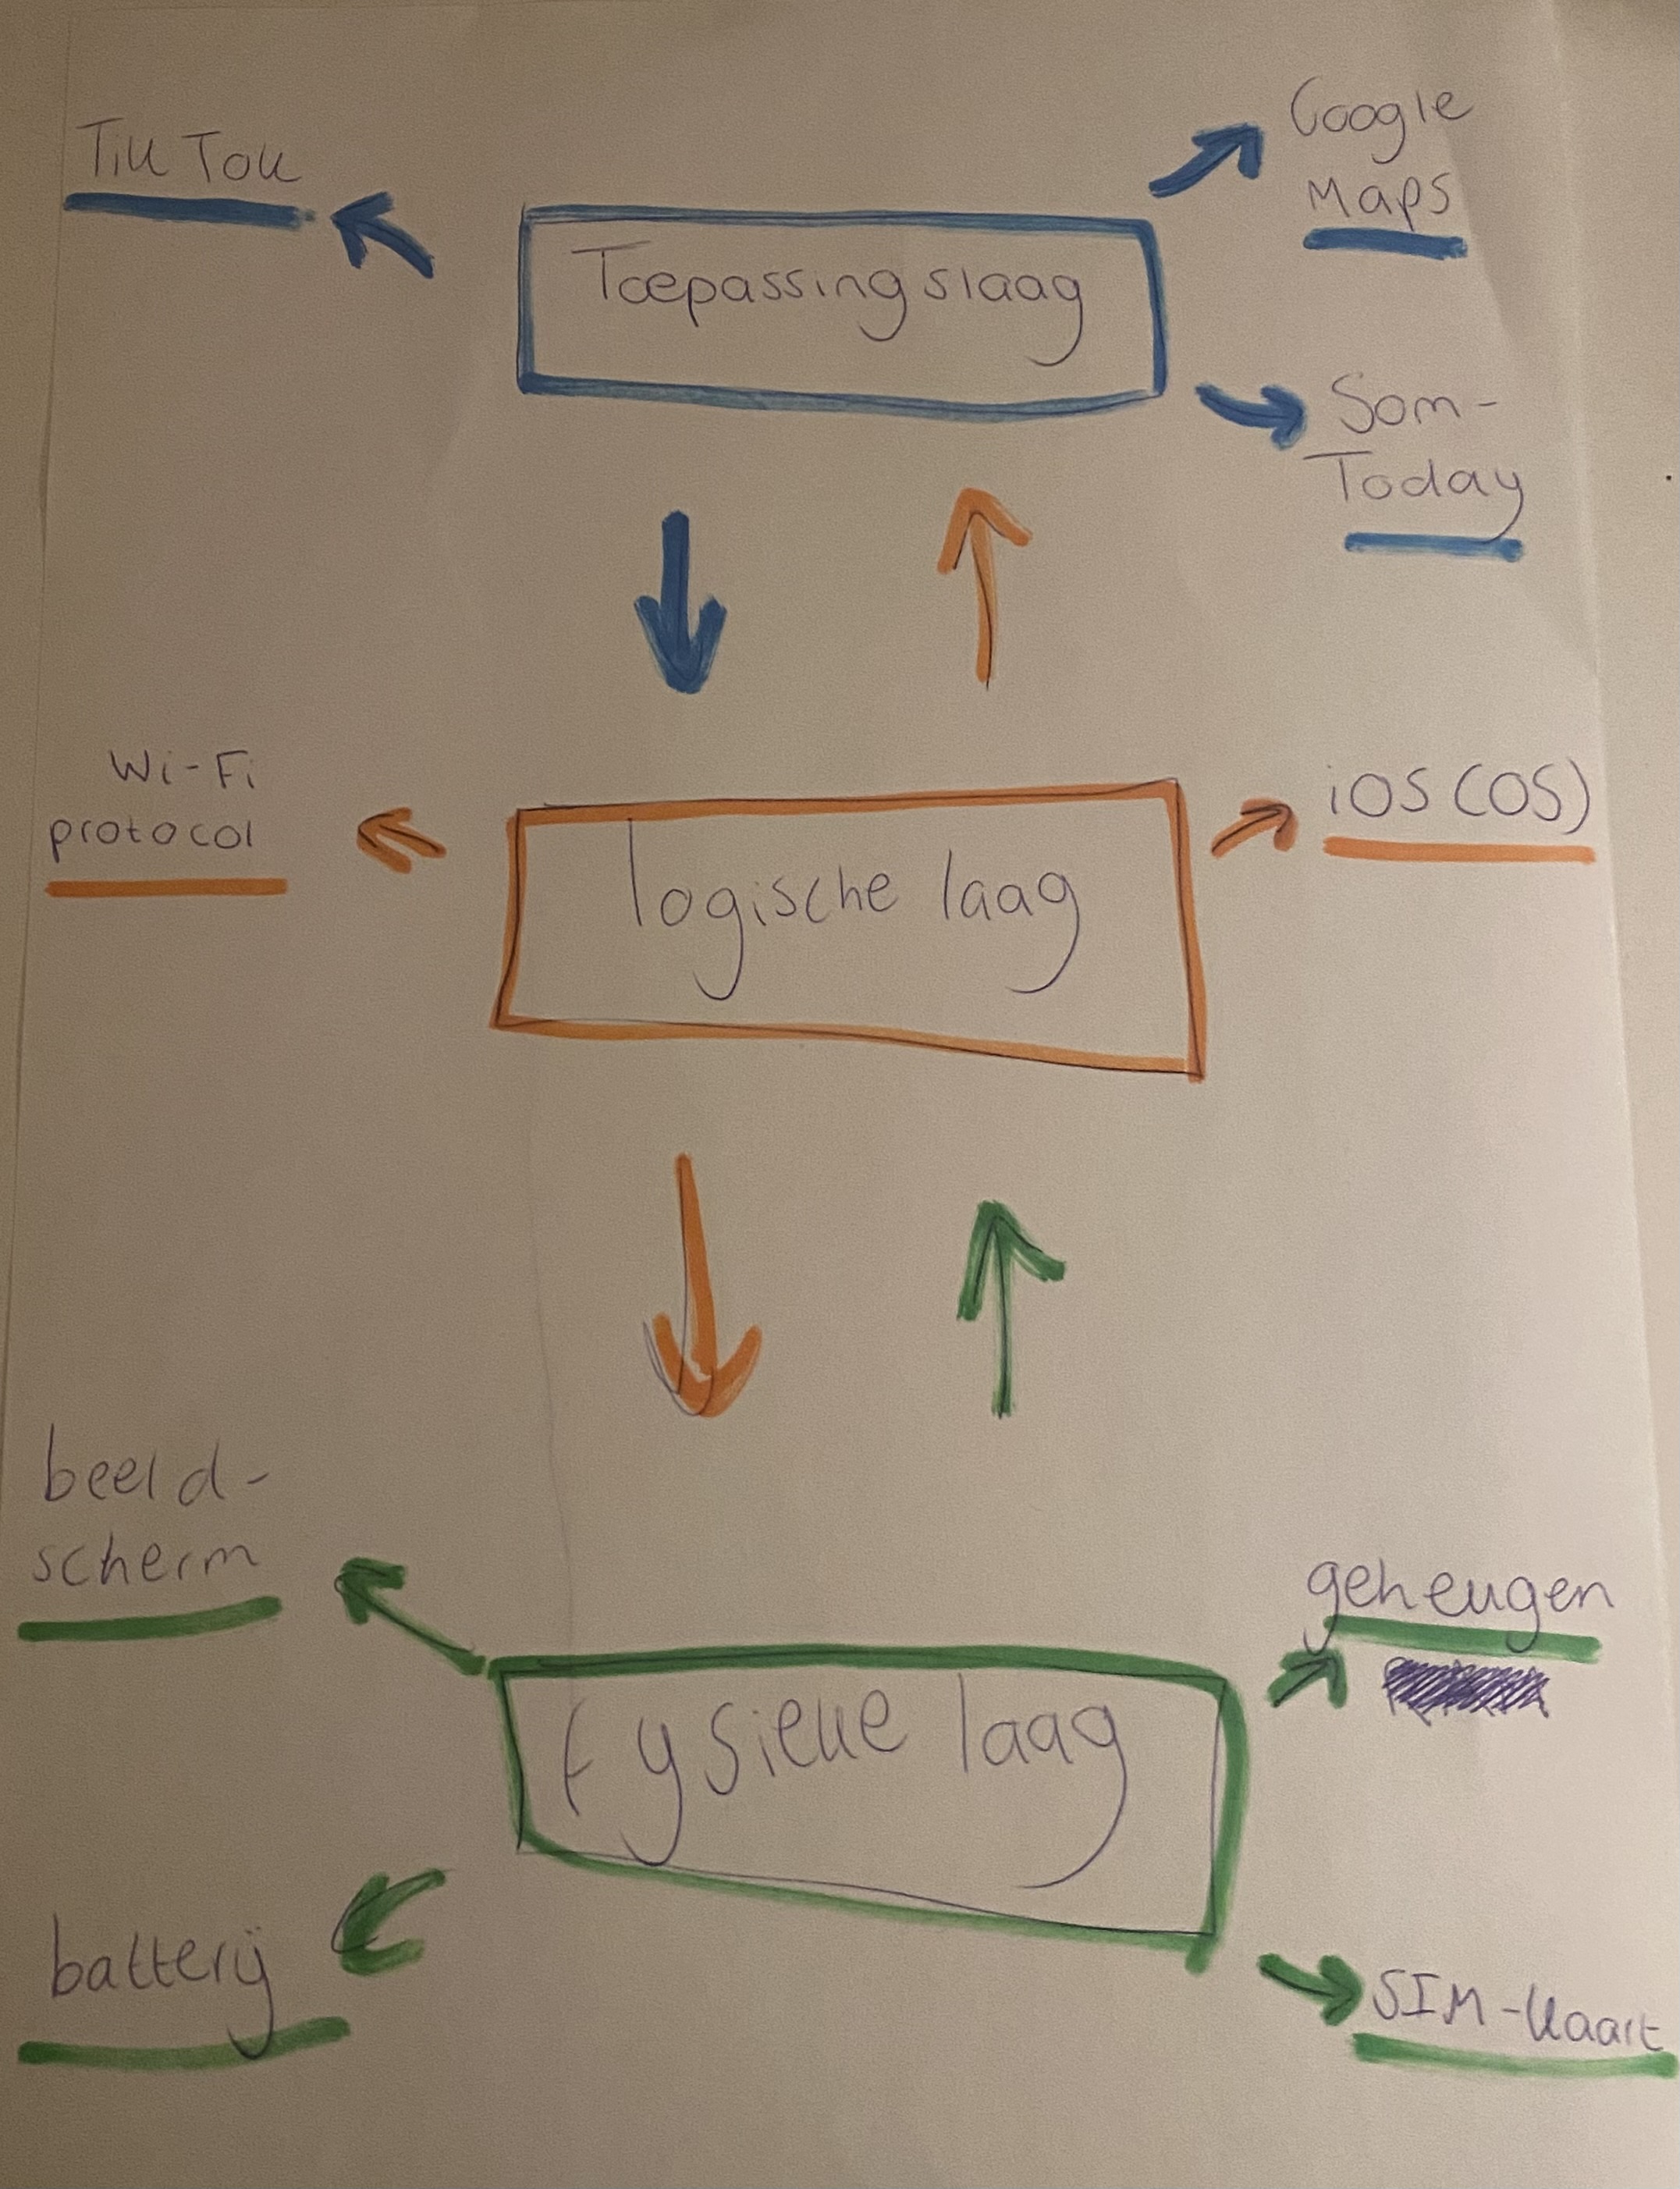 TikTok
Google
Maps
Toepassingslaag
Som-
Today
Wi-Fi
protocol
iOS (OS)
logische laag
beeld-
scherm
geheugen
fysieke laag
batterij
SIM-kaart